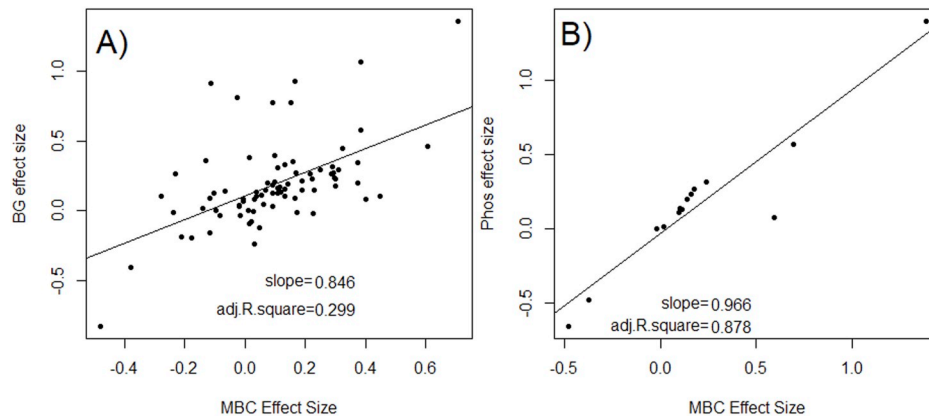 A)
BG effect size
1.0
0.5
0.0
-0.5
slope=0.846
adj.R.square=0.299
-0.4 -0.2 0.0 0.2 0.4 0.6
MBC Effect Size
B)
Phos effect size
1.0
0.5
0.0
-0.5
slope=0.966
adj.R.square=0.878
-0.5 0.0 0.5 1.0
MBC Effect Size